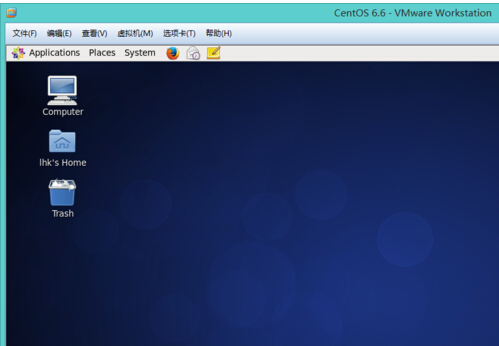 CentOS 6.6 - VMware Workstation
文件(F) 编辑(E) 查看(V) 虚拟机(M) 选项卡(T) 帮助(H)
Applications Places System
Computer
lhk's Home
Trash